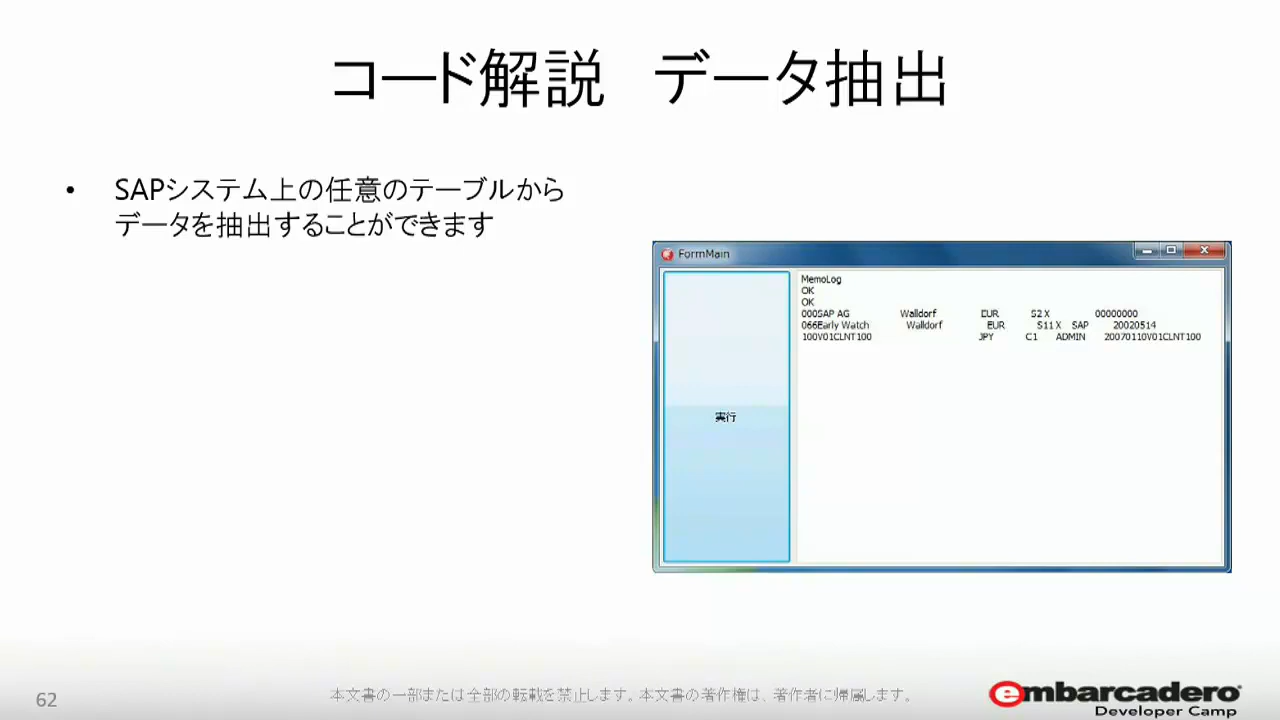 コード解説　データ抽出
• SAPシステム上の任意のテーブルから
データを抽出することができます
FormMain
実行
MemoLog
OK
OK
000SAP AG Walldorf EUR S2 X 00000000
066Early Watch Walldorf EUR S11 X SAP 20020514
100V01CLNT100 JPY C1 ADMIN 20070110V01CLNT100
62
本文書の一部または全部の転載を禁止します。本文書の著作権は、著作者に帰属します。
embarcadero
Developer Camp